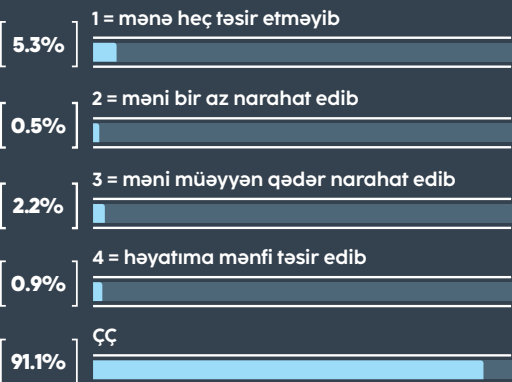 1 = mənə heç təsir etməyib
5.3%
2 = məni bir az narahat edib
0.5%
3 = məni müəyyən qədər narahat edib
2.2%
4 = həyatıma mənfi təsir edib
0.9%
ÇÇ
91.1%